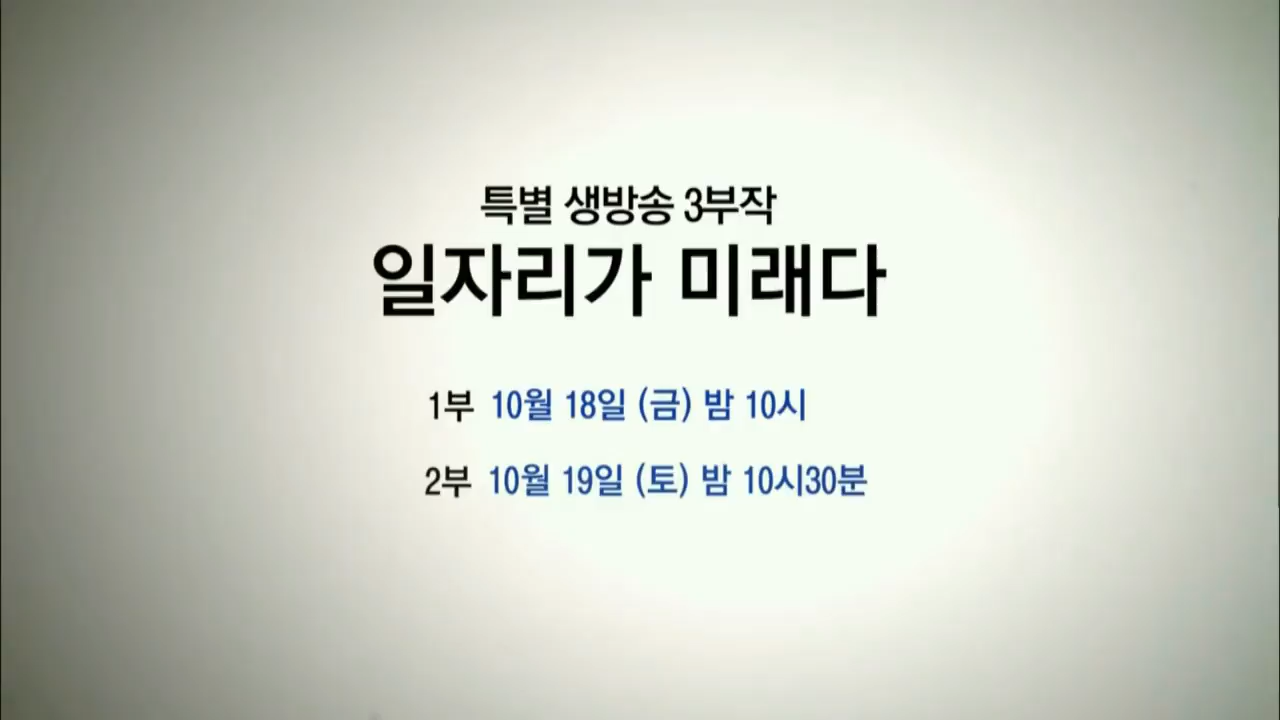 특별 생방송 3부작
일자리가 미래다
1부 10월 18일 (금) 밤 10시
2부 10월 19일 (토) 밤 10시30분